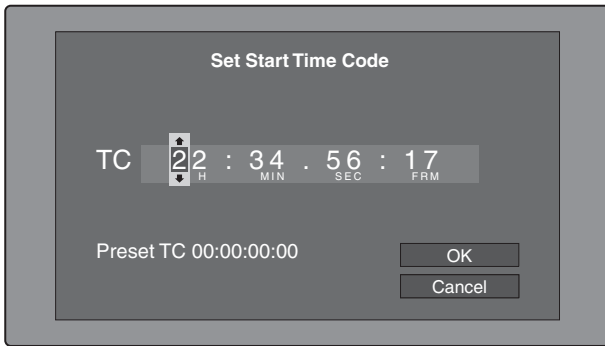 Set Start Time Code
TC 22 : 34 . 56 : 17
H MIN SEC FRM
Preset TC 00:00:00:00
OK
Cancel